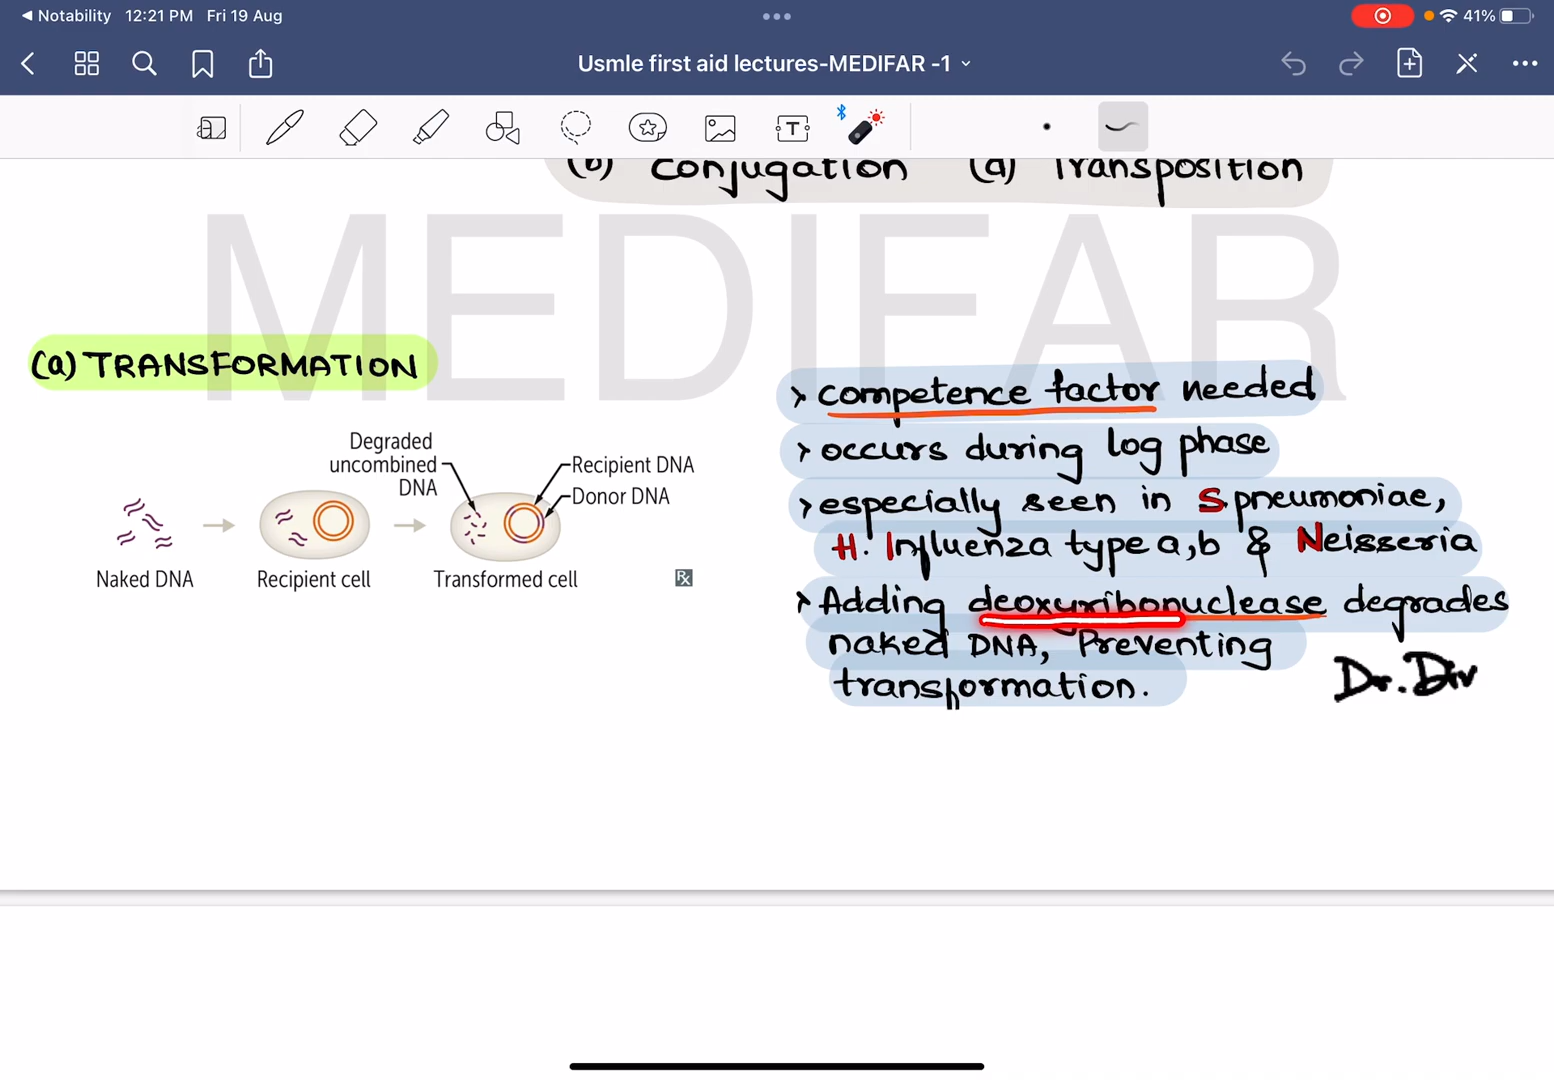 Notability 12:21 PM Fri 19 Aug
41%
Usmle first aid lectures-MEDIFAR -1
T
(b) Conjugation (d) Transposition
MEDIFAR
(a) TRANSFORMATION
Degraded
uncombined
DNA
Recipient DNA
Donor DNA
Naked DNA
Recipient cell
Transformed cell
Rx
competence factor needed
occurs during log phase
especially seen in S.pneumoniae,
H. Influenza type a,b & Neisseria
Adding deoxyribonuclease degrades
naked DNA, Preventing
transformation.
Dr.Div